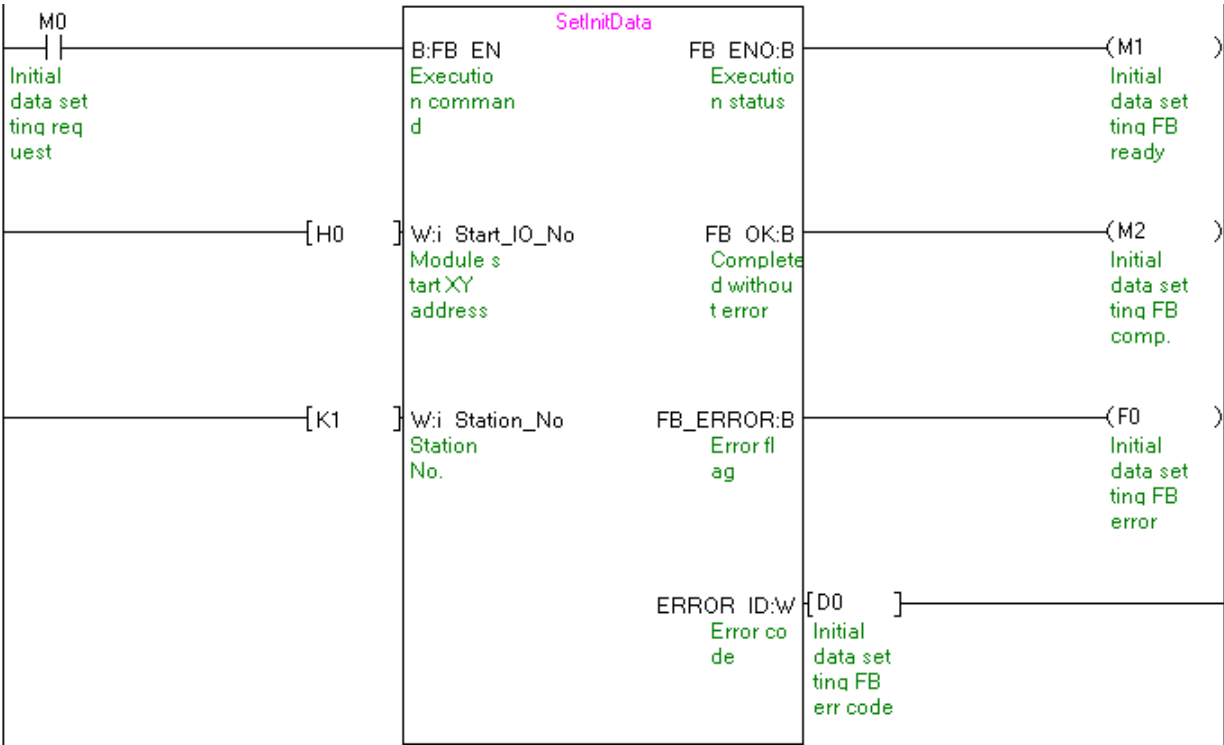 SetInitData
M0
B:FB_EN
FB_ENO:B
(M1 )
Initial
data set
ting req
uest
Executio
n comman
d
Executio
n status
Initial
data set
ting FB
ready
[H0 ]
W:i_Start_IO_No
FB_OK:B
(M2 )
Module s
tart XY
address
Complete
d withou
t error
Initial
data set
ting FB
comp.
[K1 ]
W:i_Station_No
FB_ERROR:B
(F0 )
Station
No.
Error fl
ag
Initial
data set
ting FB
error
ERROR_ID:W
[D0 ]
Error co
de
Initial
data set
ting FB
err code